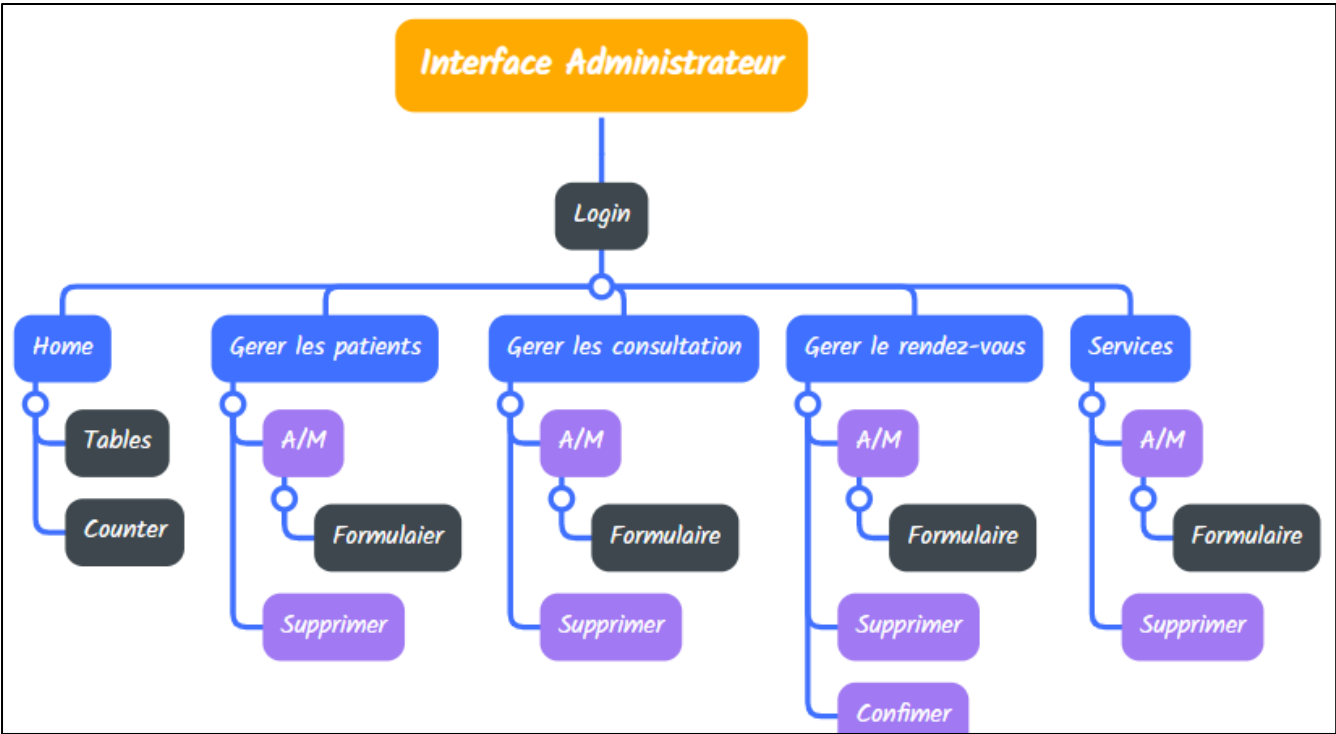 Interface Administrateur
Login
Home
Gerer les patients
Gerer les consultation
Gerer le rendez-vous
Services
Tables
A/M
A/M
A/M
A/M
Counter
Formulaier
Formulaire
Formulaire
Formulaire
Supprimer
Supprimer
Supprimer
Supprimer
Confimer